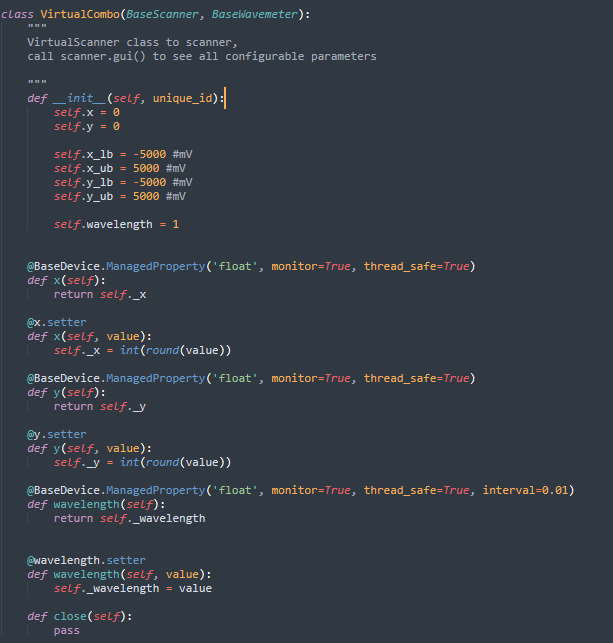 class VirtualCombo(BaseScanner, BaseWavemeter):
    """
    VirtualScanner class to scanner,
    call scanner.gui() to see all configurable parameters

    """
    def __init__(self, unique_id):
        self.x = 0
        self.y = 0

        self.x_lb = -5000 #mV
        self.x_ub = 5000 #mV
        self.y_lb = -5000 #mV
        self.y_ub = 5000 #mV

        self.wavelength = 1


    @BaseDevice.ManagedProperty('float', monitor=True, thread_safe=True)
    def x(self):
        return self._x

    @x.setter
    def x(self, value):
        self._x = int(round(value))

    @BaseDevice.ManagedProperty('float', monitor=True, thread_safe=True)
    def y(self):
        return self._y

    @y.setter
    def y(self, value):
        self._y = int(round(value))

    @BaseDevice.ManagedProperty('float', monitor=True, thread_safe=True, interval=0.01)
    def wavelength(self):
        return self._wavelength


    @wavelength.setter
    def wavelength(self, value):
        self._wavelength = value

    def close(self):
        pass